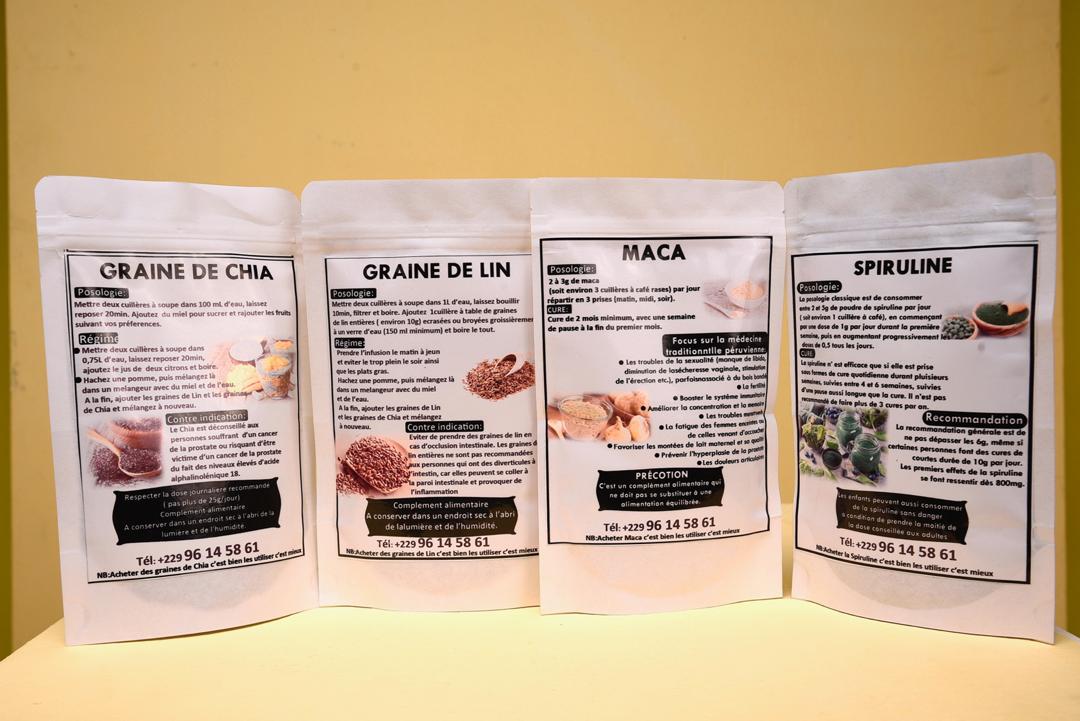 GRAINE DE CHIA
Posologie:
Mettre deux cuillères à soupe dans 100 mL d'eau, laissez
reposer 20min. Ajoutez du miel pour sucrer et rajouter les fruits
suivant vos préferences.
Régime
Mettre deux cuillères à soupe dans
0,75L d'eau, laissez reposer 20min,
ajoutez le jus de deux citrons et boire.
Hachez une pomme, puis mélangez là
dans un melangeur avec du miel et de l'eau.
A la fin, ajouter les graines de Lin et les graines
de Chia et mélangez à nouveau.
Contre indication:
Le Chia est déconseillé aux
personnes souffrant d'un cancer
de la prostate ou risquant d'être
victime d'un cancer de la prostate
du fait des niveaux élevés d'acide
alphalinolénique 18.
Respecter la dose journaliere recommandé
( pas plus de 25g/jour)
Complement alimentaire
A conserver dans un endroit sec à l'abri de la
lumiere et de l'humidité.
Tél: +229 96 14 58 61
NB:Acheter des graines de Chia c'est bien les utiliser c'est mieux
GRAINE DE LIN
Posologie:
Mettre deux cuillères à soupe dans 1L d'eau, laissez bouillir
10min, filtrer et boire. Ajoutez 1cuillère à table de graines
de lin entières ( environ 10g) ecrasées ou broyées groissièremen
à un verre d'eau (150 ml minimum) et boire le tout.
Régime:
Prendre l'infusion le matin à jeun
et eviter le trop plein le soir ainsi
que les plats gras.
Hachez une pomme, puis mélangez là
dans un melangeur avec du miel
et de l'eau.
A la fin, ajouter les graines de Lin
et les graines de Chia et mélangez
à nouveau.
Contre indication:
Eviter de prendre des graines de lin en
cas d'occlusion intestinale. Les graines d
lin entières ne sont pas recommandées
aux personnes qui ont des diverticules à
l'intestin, car elles peuvent se coller à
la paroi intestinale et provoquer de
l'inflammation
Complement alimentaire
A conserver dans un endroit sec à l'abri
de lalumière et de l'humidité.
Tél: +229 96 14 58 61
NB:Acheter des graines de Lin c'est bien les utiliser c'est mieux
MACA
Posologie:
2 à 3g de maca
(soit environ 3 cuillères à café rases) par jour
répartir en 3 prises (matin, midi, soir).
CURE:
Cure de 2 mois minimum, avec une semaine
de pause à la fin du premier mois.
Focus sur la médecine
traditionntlle péruvienne:
Les troubles de la sexualité (manque de libido,
diminution de lasécheresse vaginale, stimulation
de l'érection etc.), parfoisnassocié à du bois bandé
La fertilité
Booster le système immunitaire
Améliorer la concentration et la
Les troubles
La fatigue des femmes enceintes ou
de celles venant d'accoucher
Favoriser les montées de lait maternel et sa qualité
Prévenir l'hyperplasie de la prostate
Les douleurs articulaires
PRÉCOTION
C'est un complément alimentaire qui
ne doit pas se substituer à une
alimentation équilibrée.
Tél: +229 96 14 58 61
NB:Acheter Maca c'est bien les utiliser c'est mieux
SPIRULINE
Posologie:
La posologie classique est de consommer
entre 2 et 5g de poudre de spiruline par jour
( soit environ 1 cuillère à café), en commençant
par une dose de 1g par jour durant la première
semaine, puis en augmentant progressivement les
doses de 0,5 tous les jours.
CURE
La spiruline n'est efficace que si elle est prise
sous formes de cure quotidienne durant pluisieurs
semaines, suivies entre 4 et 6 semaines, suivies
d'une pause aussi longue que la cure. Il n'est pas
recommandé de faire plus de 3 cures par an.
Recommandation
La recommandation générale est de
ne pas dépasser les 6g, même si
certaines personnes font des cures de
courtes durée de 10g par jour.
Les premiers effets de la spiruline
se font ressentir dès 800mg.
Les enfants peuvent aussi consommer
de la spiruline sans danger
a condition de prendre la moitié de
la dose conseillée aux adultes
Tél: +229 96 14 58 61
NB:Acheter la Spiruline c'est bien les utiliser c'est mieux